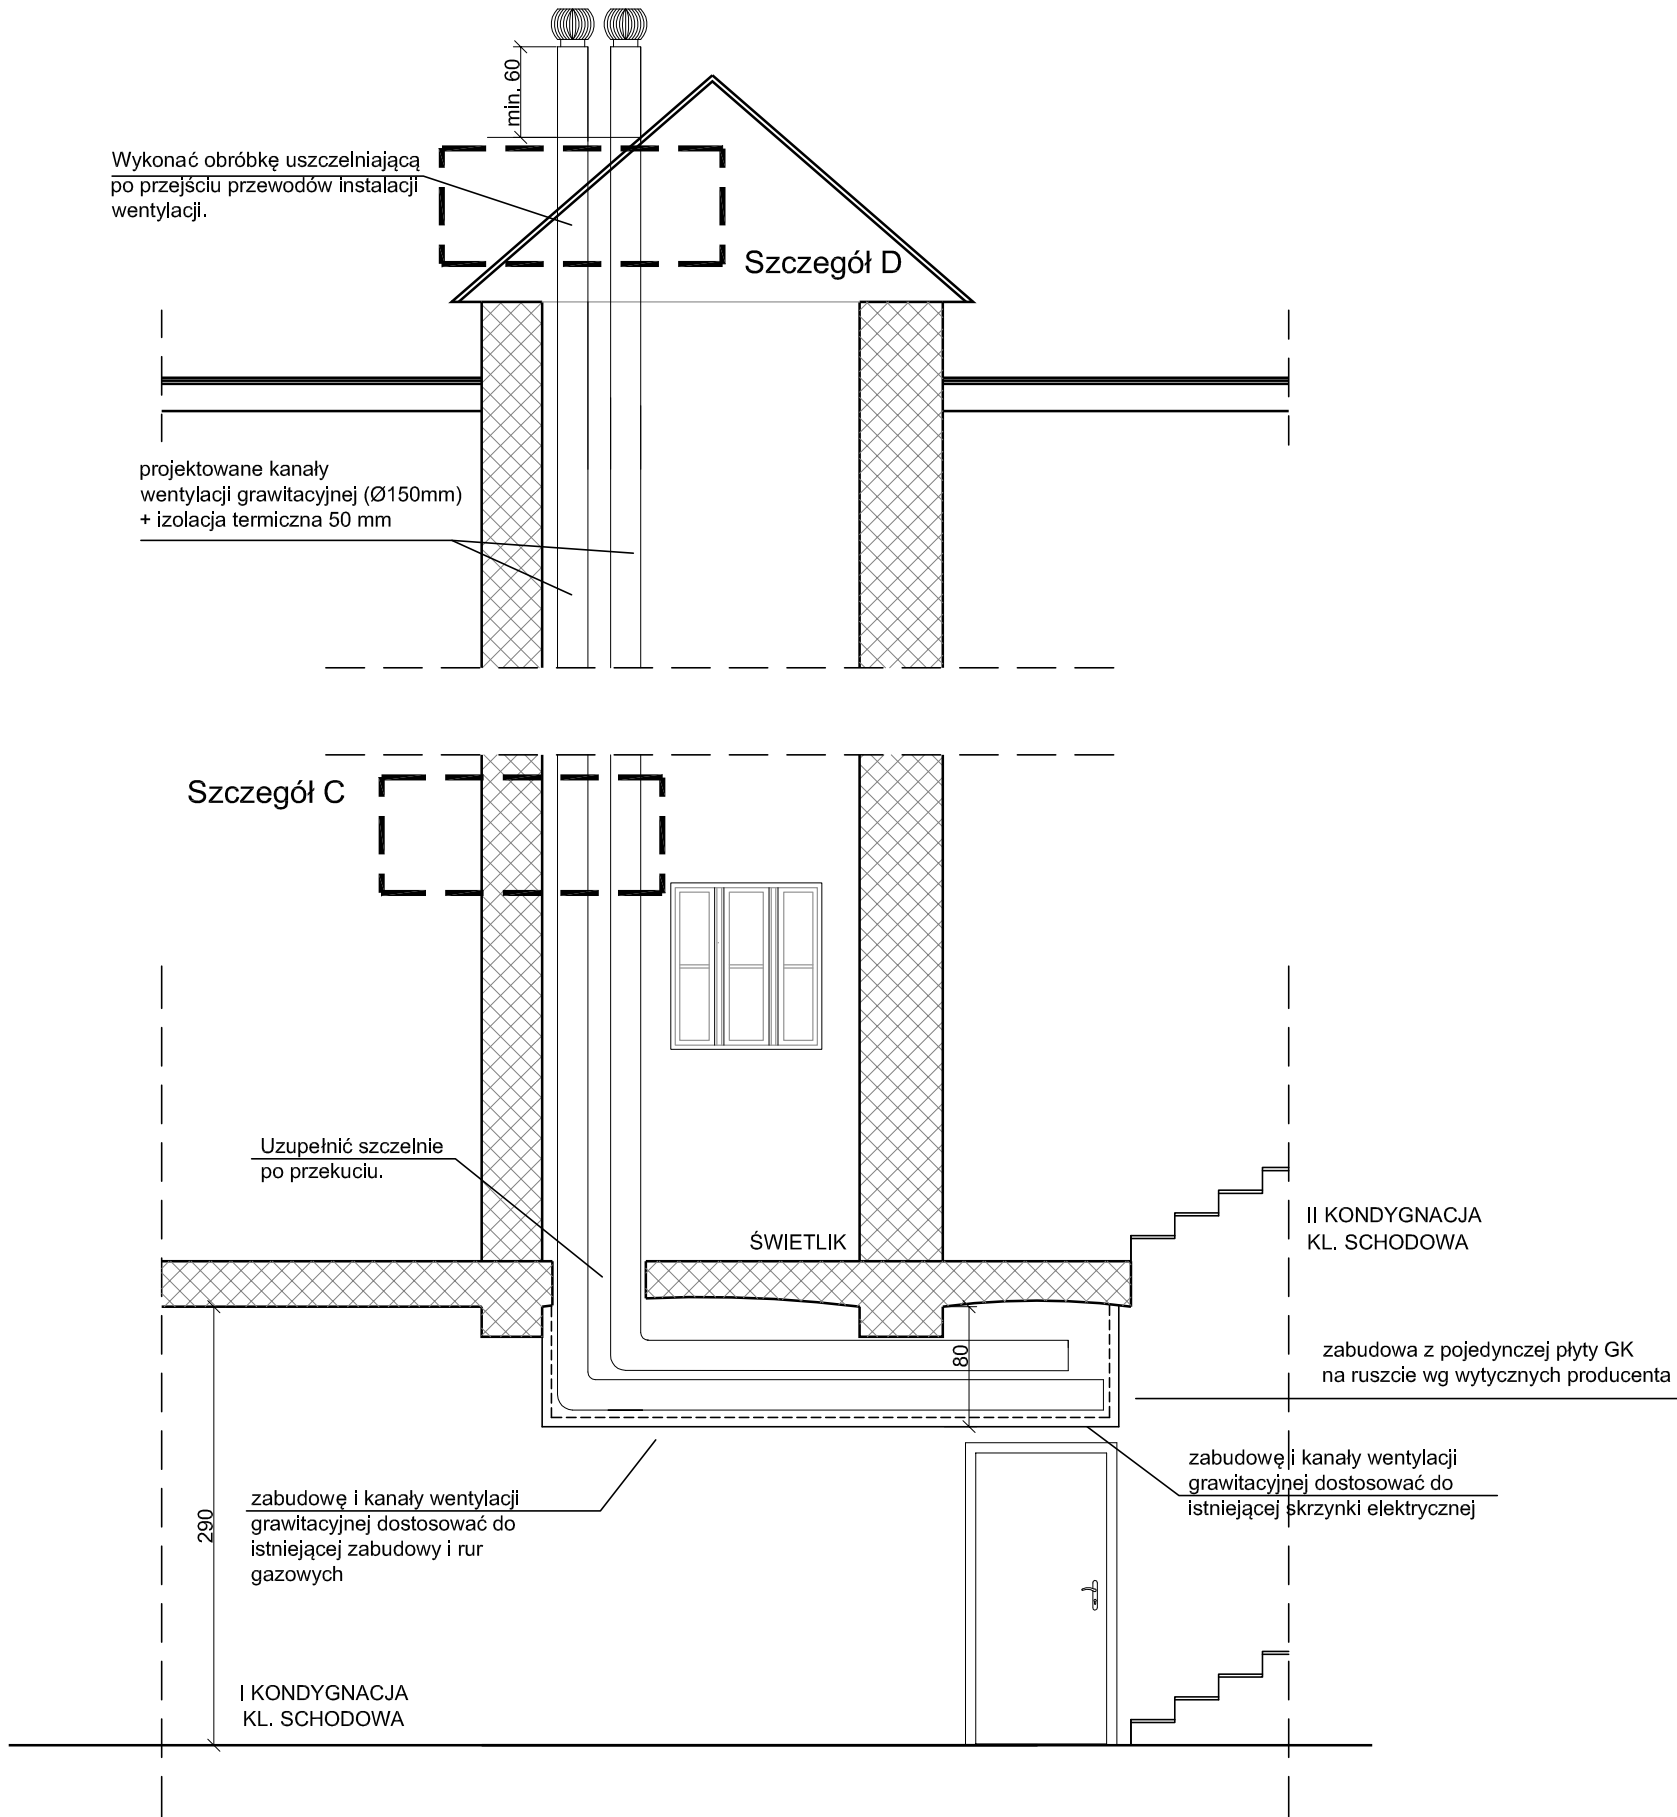 min. 60
Wykonać obróbkę uszczelniającą
po przejściu przewodów instalacji
wentylacji.
Szczegół D
projektowane kanały
wentylacji grawitacyjnej (Ø150mm)
+ izolacja termiczna 50 mm
Szczegół C
Uzupełnić szczelnie
po przekuciu.
ŚWIETLIK
II KONDYGNACJA
KL. SCHODOWA
80
zabudowa z pojedynczej płyty GK
na ruszcie wg wytycznych producenta
zabudowę i kanały wentylacji
grawitacyjnej dostosować do
istniejącej skrzynki elektrycznej
zabudowę i kanały wentylacji
grawitacyjnej dostosować do
istniejącej zabudowy i rur
gazowych
290
I KONDYGNACJA
KL. SCHODOWA